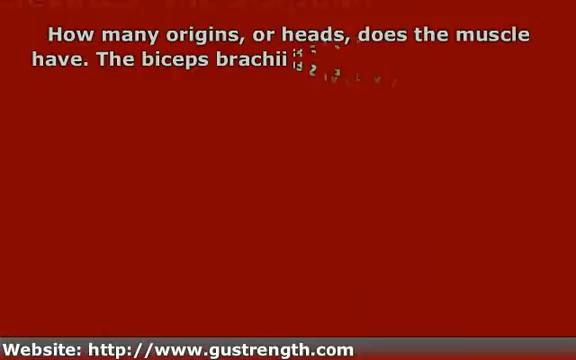 How many origins, or heads, does the muscle
have. The biceps brachii
Website: http://www.gustrength.com